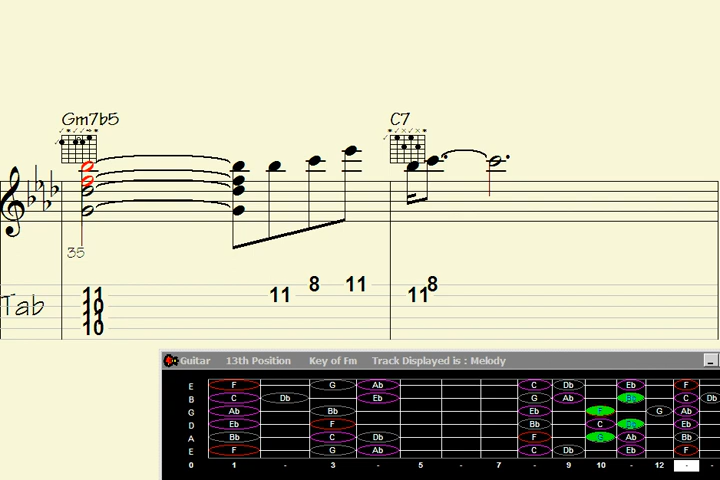 Gm7b5 C7
35
8 11 8
11 11 11
10
11
10
Tab
Guitar 13th Position Key of Fm Track Displayed is : Melody
E F G Ab C Db Eb F
B C Db Eb G Ab C Db
G Ab Bb Eb F G Ab
D Eb F Bb C Eb
A Bb C Db F G Ab Bb
E F G Ab C Db Eb F
0 1 - 3 - 5 - 7 - 9 10 - 12 - -